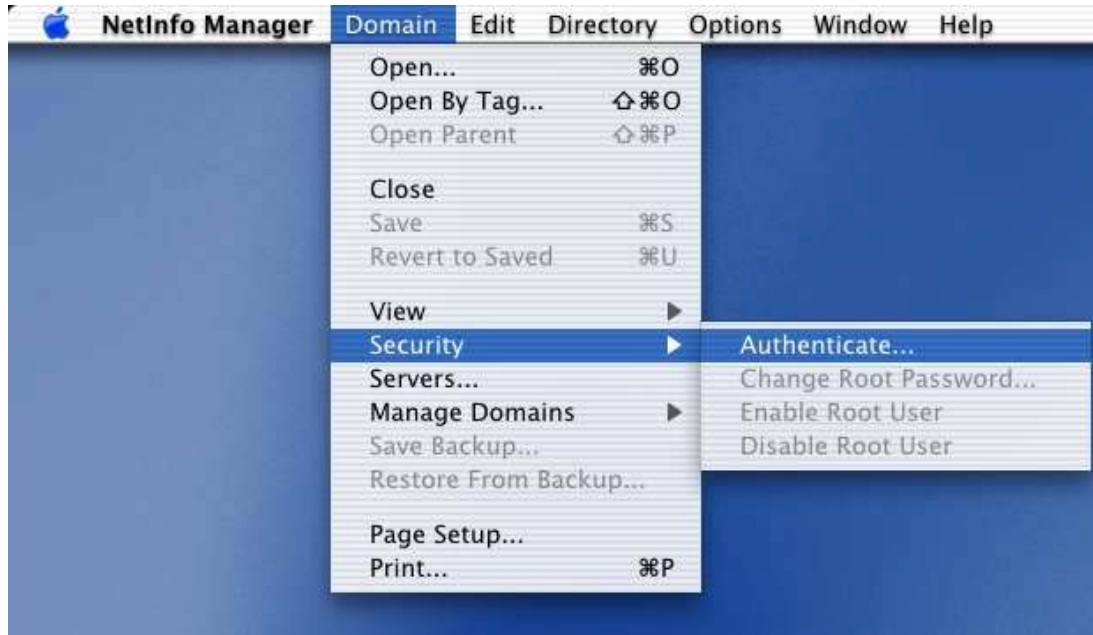 NetInfo Manager Domain Edit Directory Options Window Help
Open... ⌘O
Open By Tag... ⇧⌘O
Open Parent ⇧⌘P
Close
Save ⌘S
Revert to Saved ⌘U
View
Security
Servers...
Manage Domains
Save Backup...
Restore From Backup...
Page Setup...
Print... ⌘P
Authenticate...
Change Root Password...
Enable Root User
Disable Root User